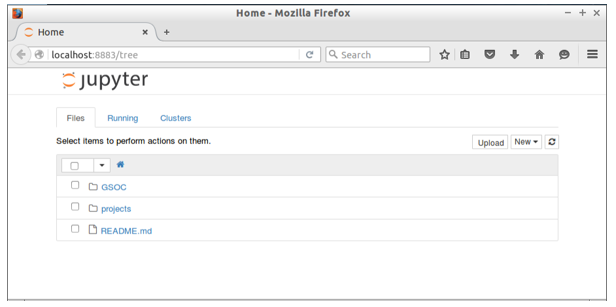 Home - Mozilla Firefox
Home
localhost:8883/tree
Search
jupyter
Files Running Clusters
Select items to perform actions on them.
Upload New
GSOC
projects
README.md